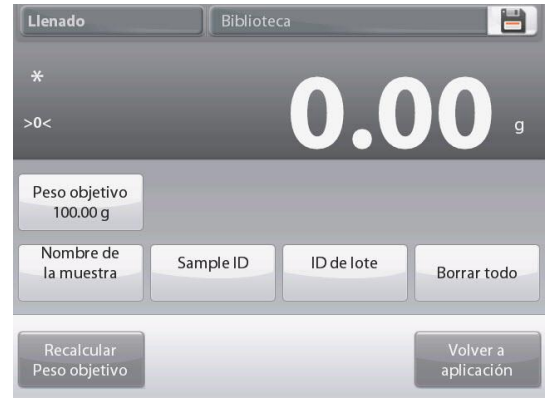 Llenado
Biblioteca
*
>0<
0.00 g
Peso objetivo
100.00 g
Nombre de
la muestra
Sample ID
ID de lote
Borrar todo
Recalcular
Peso objetivo
Volver a
aplicación